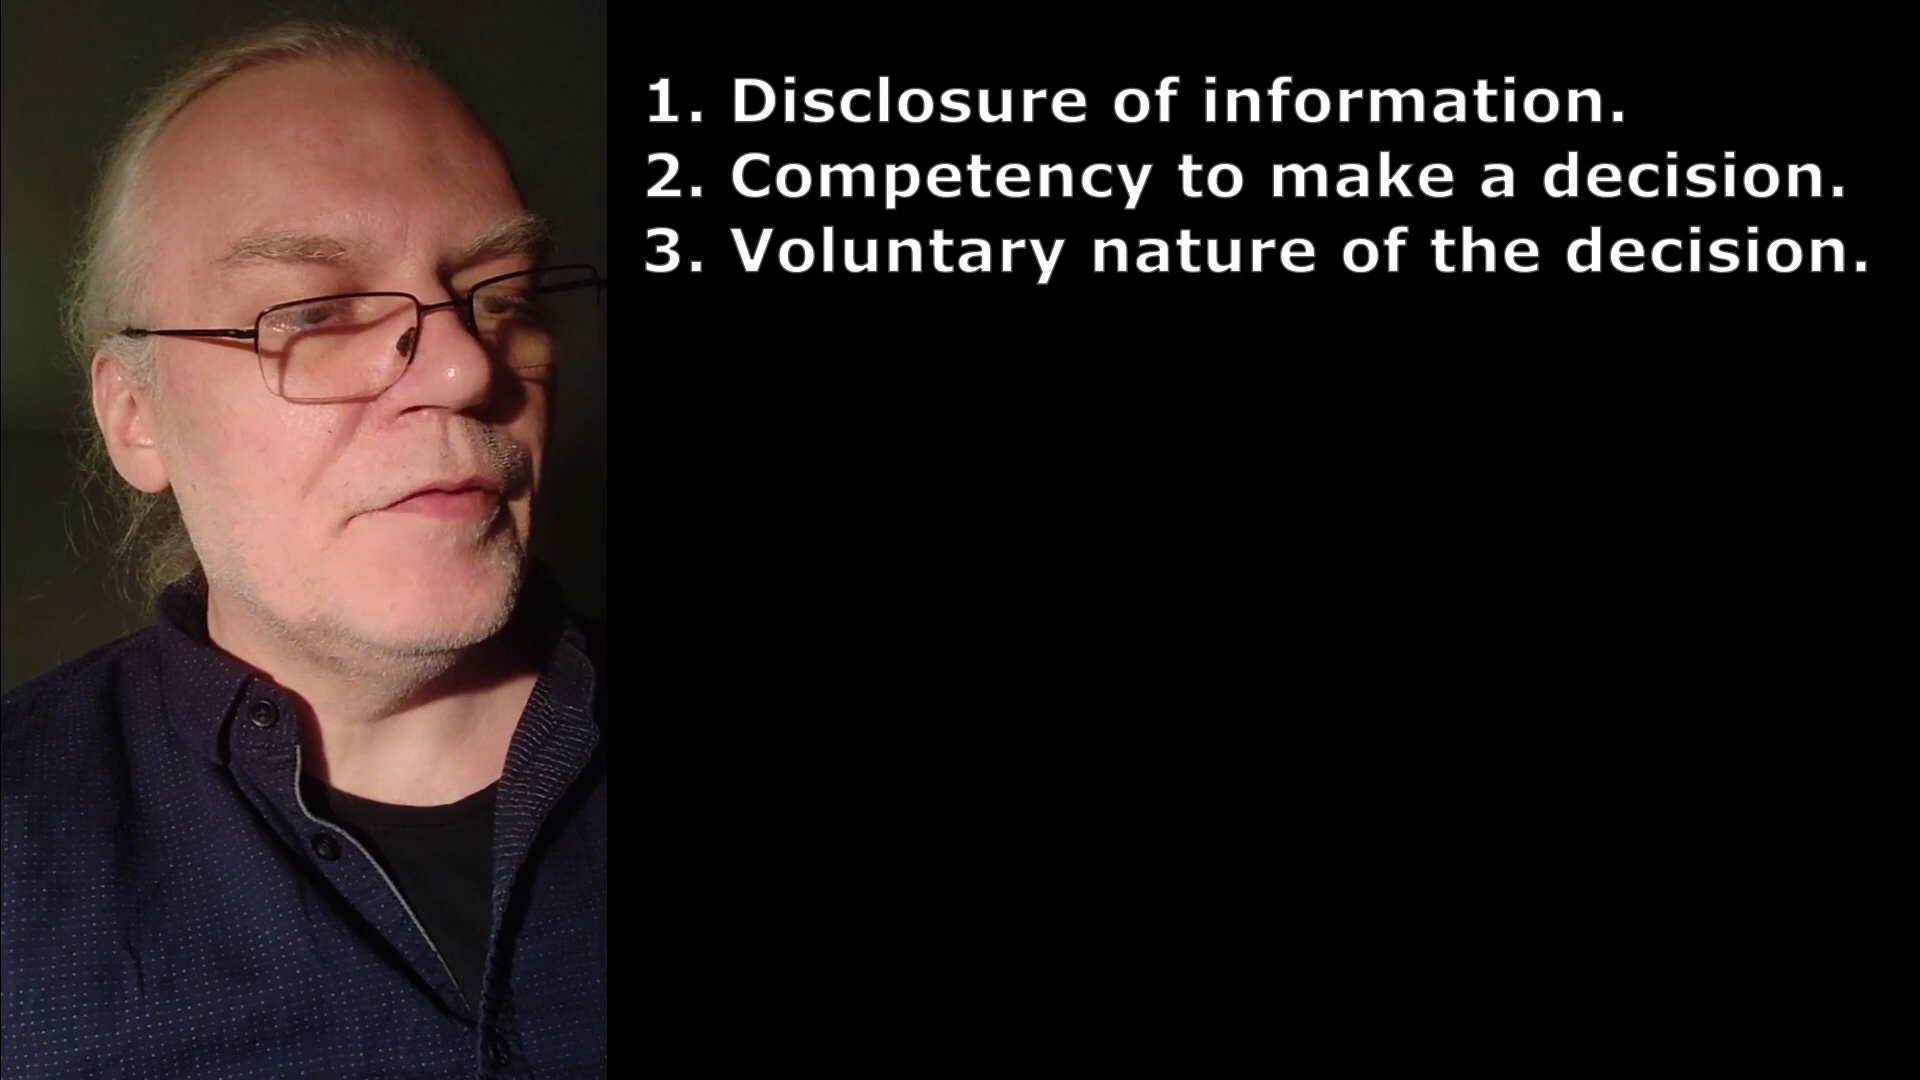 1. Disclosure of information.
2. Competency to make a decision.
3. Voluntary nature of the decision.